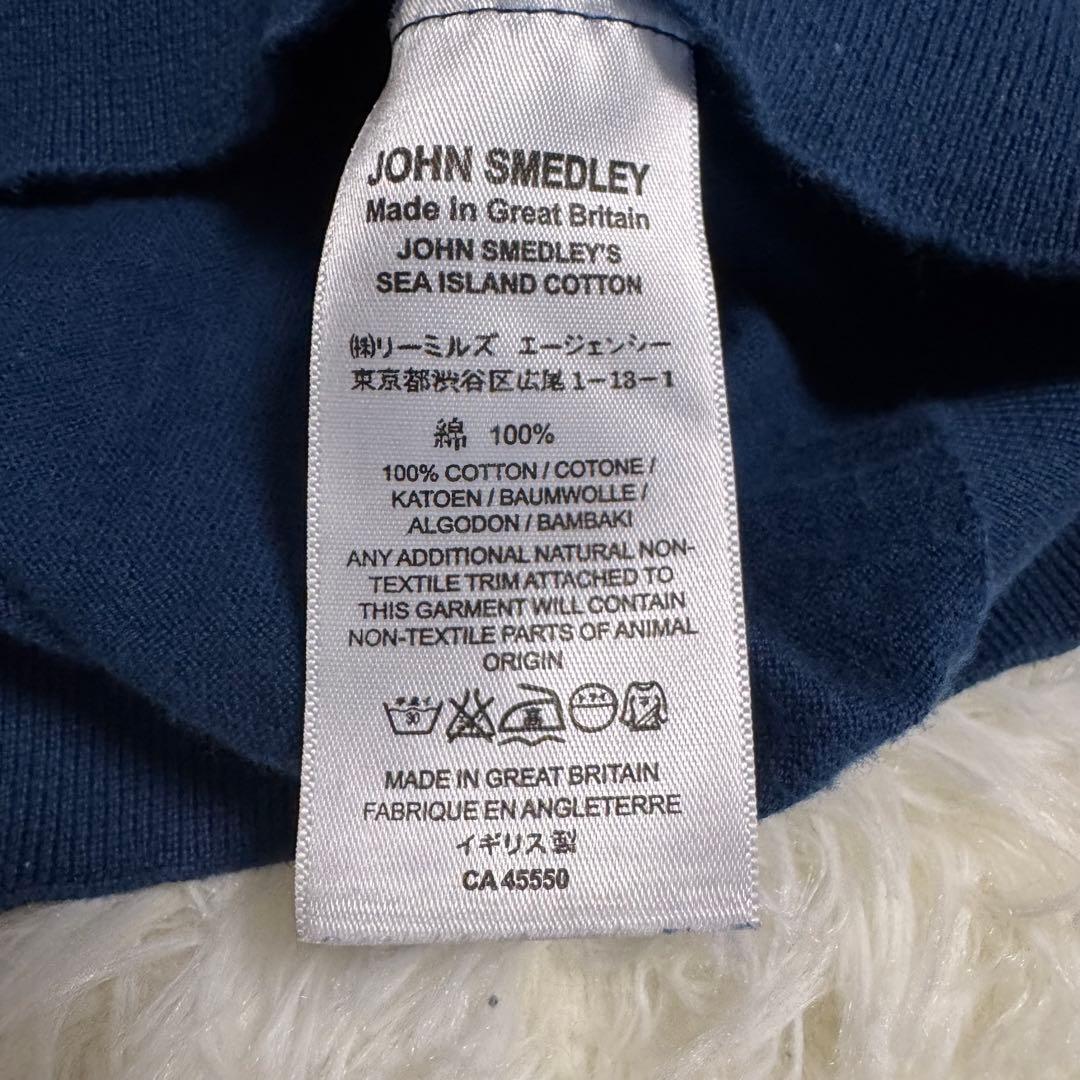 JOHN SMEDLEY
Made in Great Britain
JOHN SMEDLEY'S
SEA ISLAND COTTON
㈱リーミルズ エージェンシー
東京都渋谷区広尾1-13-1
綿 100%
100% COTTON / COTONE /
KATOEN / BAUMWOLLE /
ALGODON / BAMBAKI
ANY ADDITIONAL NATURAL NON-
TEXTILE TRIM ATTACHED TO
THIS GARMENT WILL CONTAIN
NON-TEXTILE PARTS OF ANIMAL
ORIGIN
30
MADE IN GREAT BRITAIN
FABRIQUE EN ANGLETERRE
イギリス製
CA 45550